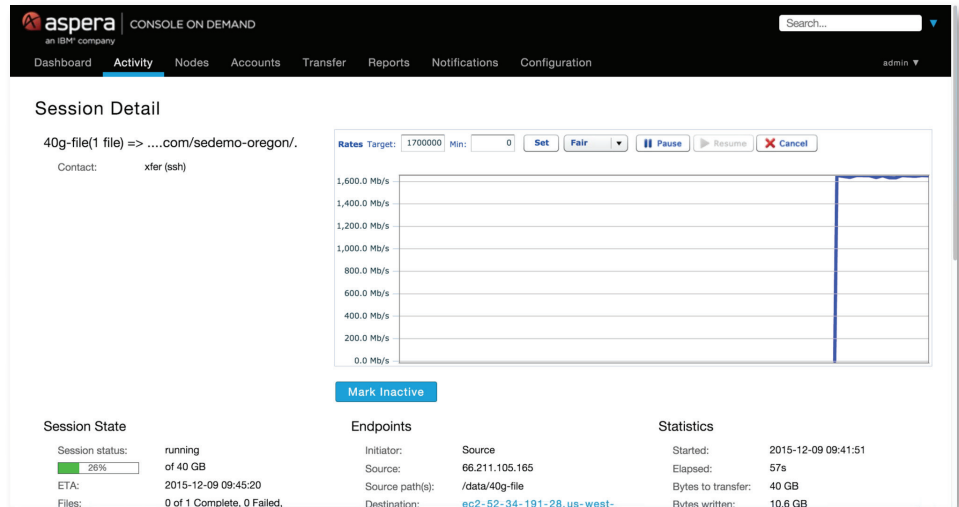 aspera CONSOLE ON DEMAND
an IBM® company
Search...
Dashboard Activity Nodes Accounts Transfer Reports Notifications Configuration admin ▼
Session Detail
40g-file(1 file) => ....com/sedemo-oregon/.
Contact: xfer (ssh)
Rates Target: 1700000 Min: 0 Set Fair Pause Resume Cancel
1,600.0 Mb/s
1,400.0 Mb/s
1,200.0 Mb/s
1,000.0 Mb/s
800.0 Mb/s
600.0 Mb/s
400.0 Mb/s
200.0 Mb/s
0.0 Mb/s
Mark Inactive
Session State
Session status: running
26% of 40 GB
ETA: 2015-12-09 09:45:20
Files: 0 of 1 Complete, 0 Failed,
Endpoints
Initiator: Source
Source: 66.211.105.165
Source path(s): /data/40g-file
Destination: ec2-52-34-191-28.us-west-
Statistics
Started: 2015-12-09 09:41:51
Elapsed: 57s
Bytes to transfer: 40 GB
Bytes written: 10.6 GB